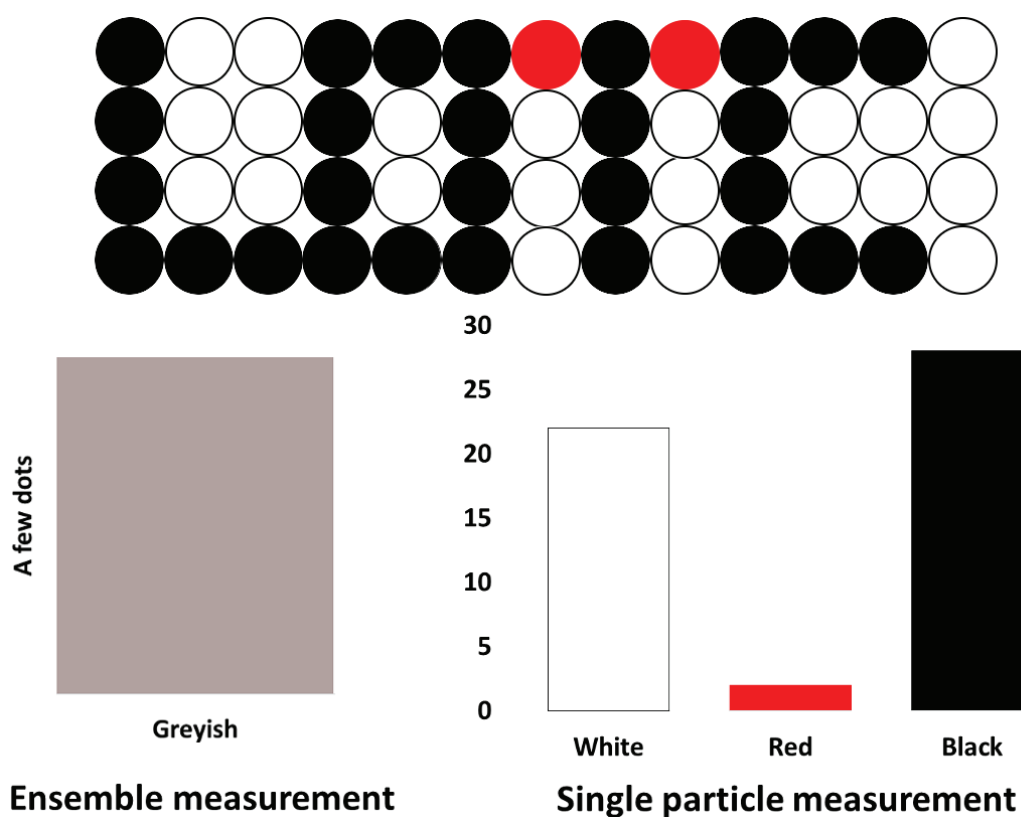 30
25
20
15
10
5
0
A few dots
Greyish
White Red Black
Ensemble measurement
Single particle measurement